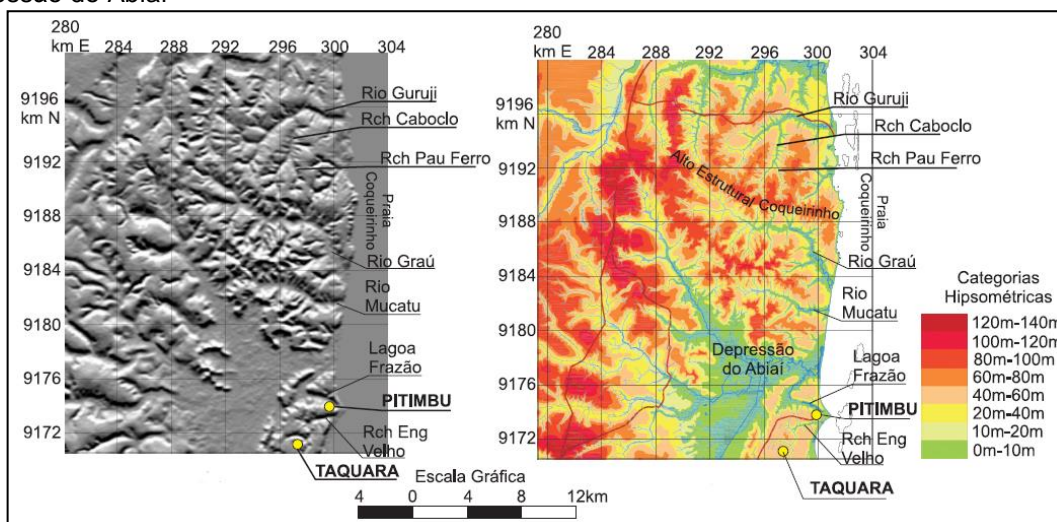 280
km E 284 288 292 296 300 304
9196
km N
9192
9188
9184
9180
9176
9172
Rio Guruji
Rch Caboclo
Rch Pau Ferro
Praia
Coqueirinho
Rio Graú
Rio
Mucatu
Lagoa
Frazão
PITIMBU
Rch Eng
Velho
TAQUARA
Escala Gráfica
4 0 4 8 12km
280
km E 284 288 292 296 300 304
9196
km N
9192
9188
9184
9180
9176
9172
Rio Guruji
Rch Caboclo
Rch Pau Ferro
Alto Estrutural Coqueirinho
Praia
Coqueirinho
Rio Graú
Rio
Mucatu
Depressão
do Abiaí
Lagoa
Frazão
PITIMBU
Rch Eng
Velho
TAQUARA
Categorias
Hipsométricas
120m-140m
100m-120m
80m-100m
60m-80m
40m-60m
20m-40m
10m-20m
0m-10m